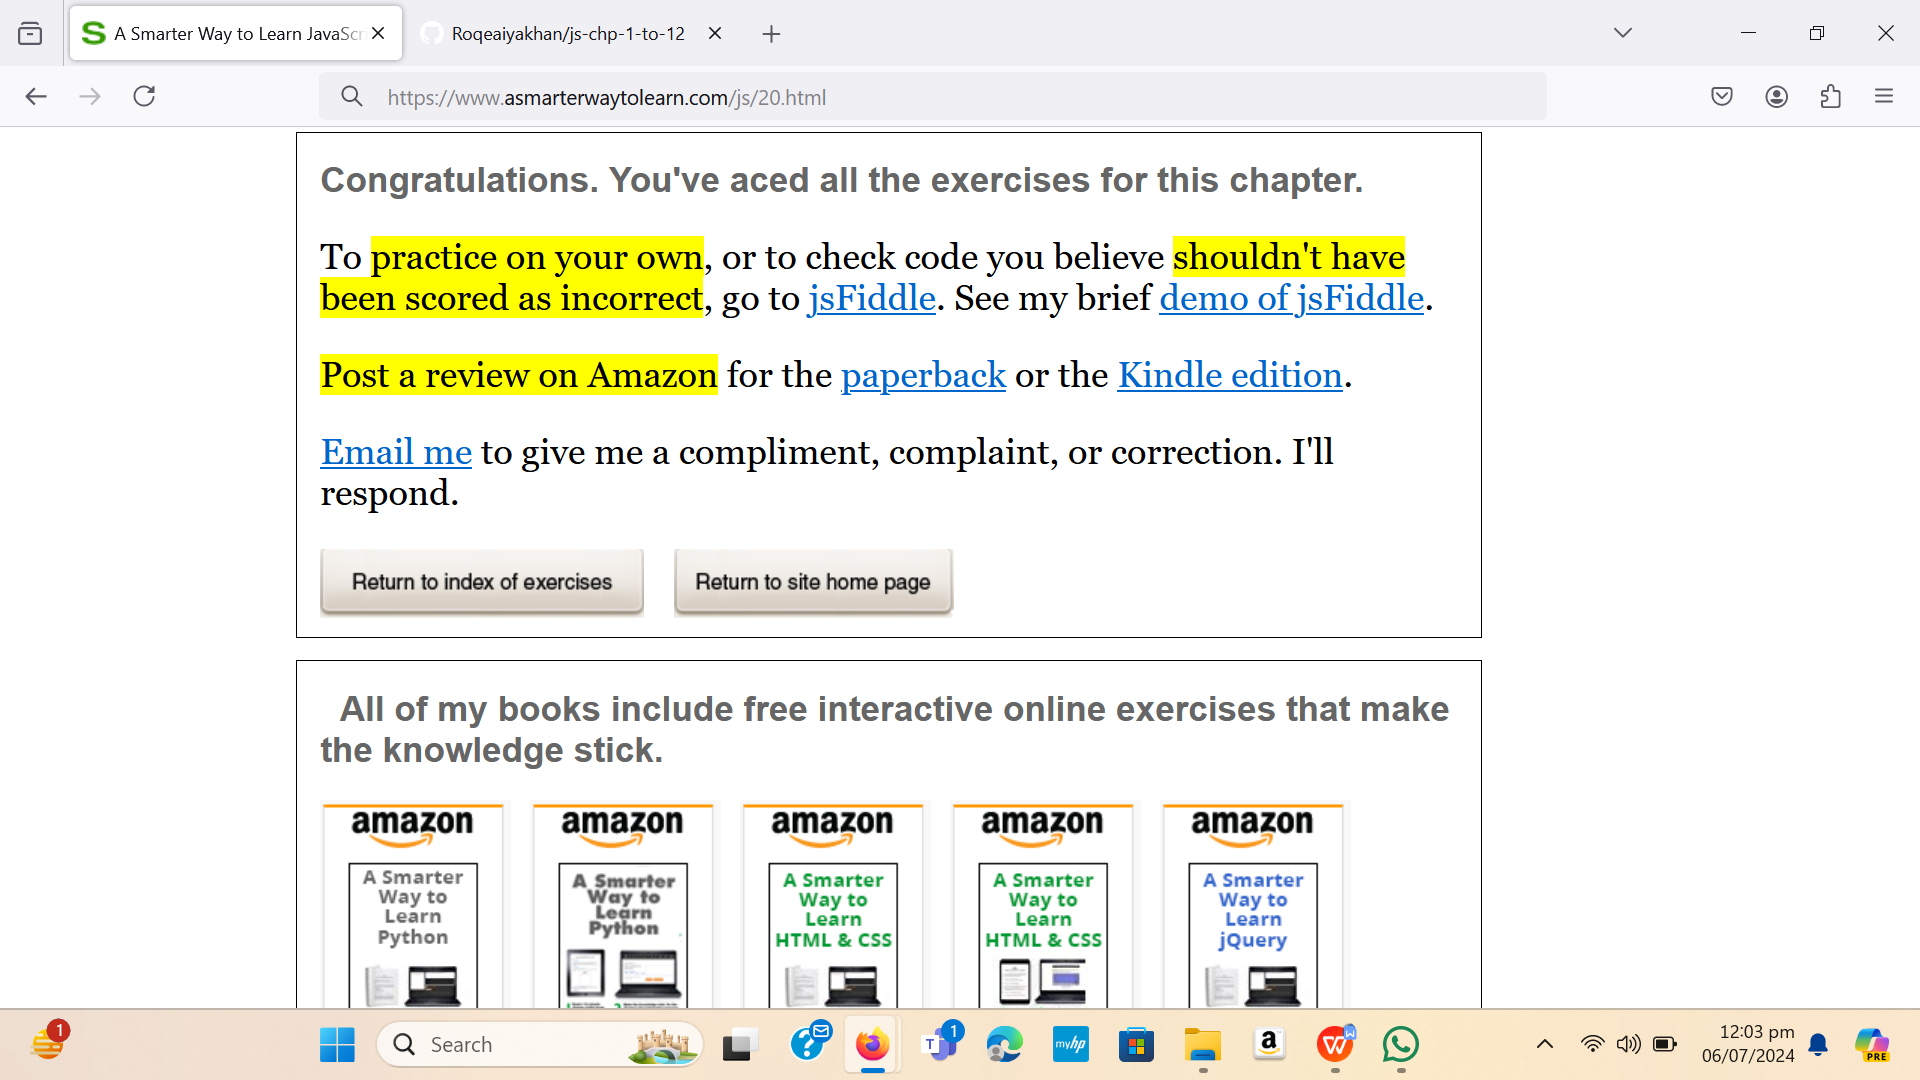 A Smarter Way to Learn JavaScri
Roqeaiyakhan/js-chp-1-to-12
https://www.asmarterwaytolearn.com/js/20.html
Congratulations. You've aced all the exercises for this chapter.
To practice on your own, or to check code you believe shouldn't have
been scored as incorrect, go to jsFiddle. See my brief demo of jsFiddle.
Post a review on Amazon for the paperback or the Kindle edition.
Email me to give me a compliment, complaint, or correction. I'll
respond.
Return to index of exercises
Return to site home page
All of my books include free interactive online exercises that make
the knowledge stick.
amazon
A Smarter
Way to
Learn
Python
amazon
A Smarter
Way to
Learn
Python
amazon
A Smarter
Way to
Learn
HTML & CSS
amazon
A Smarter
Way to
Learn
HTML & CSS
amazon
A Smarter
Way to
Learn
jQuery
1
Search
1
T
myhp
a
W
12:03 pm
06/07/2024
PRE